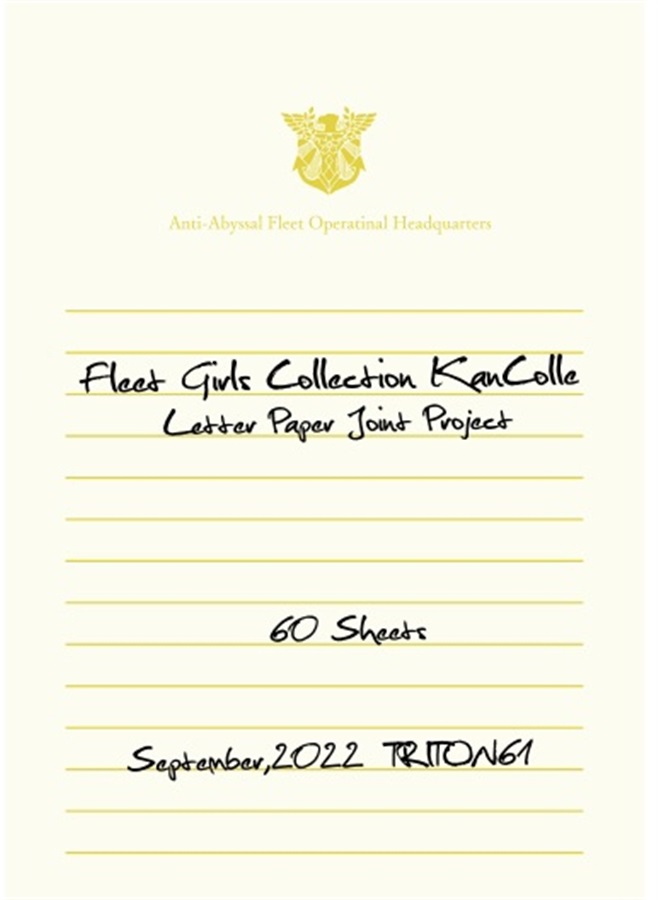 Anti-Abyssal Fleet Operatinal Headquarters
Fleet Girls Collection KanColle
Letter Paper Joint Project
60 Sheets
September,2022 TRITON61